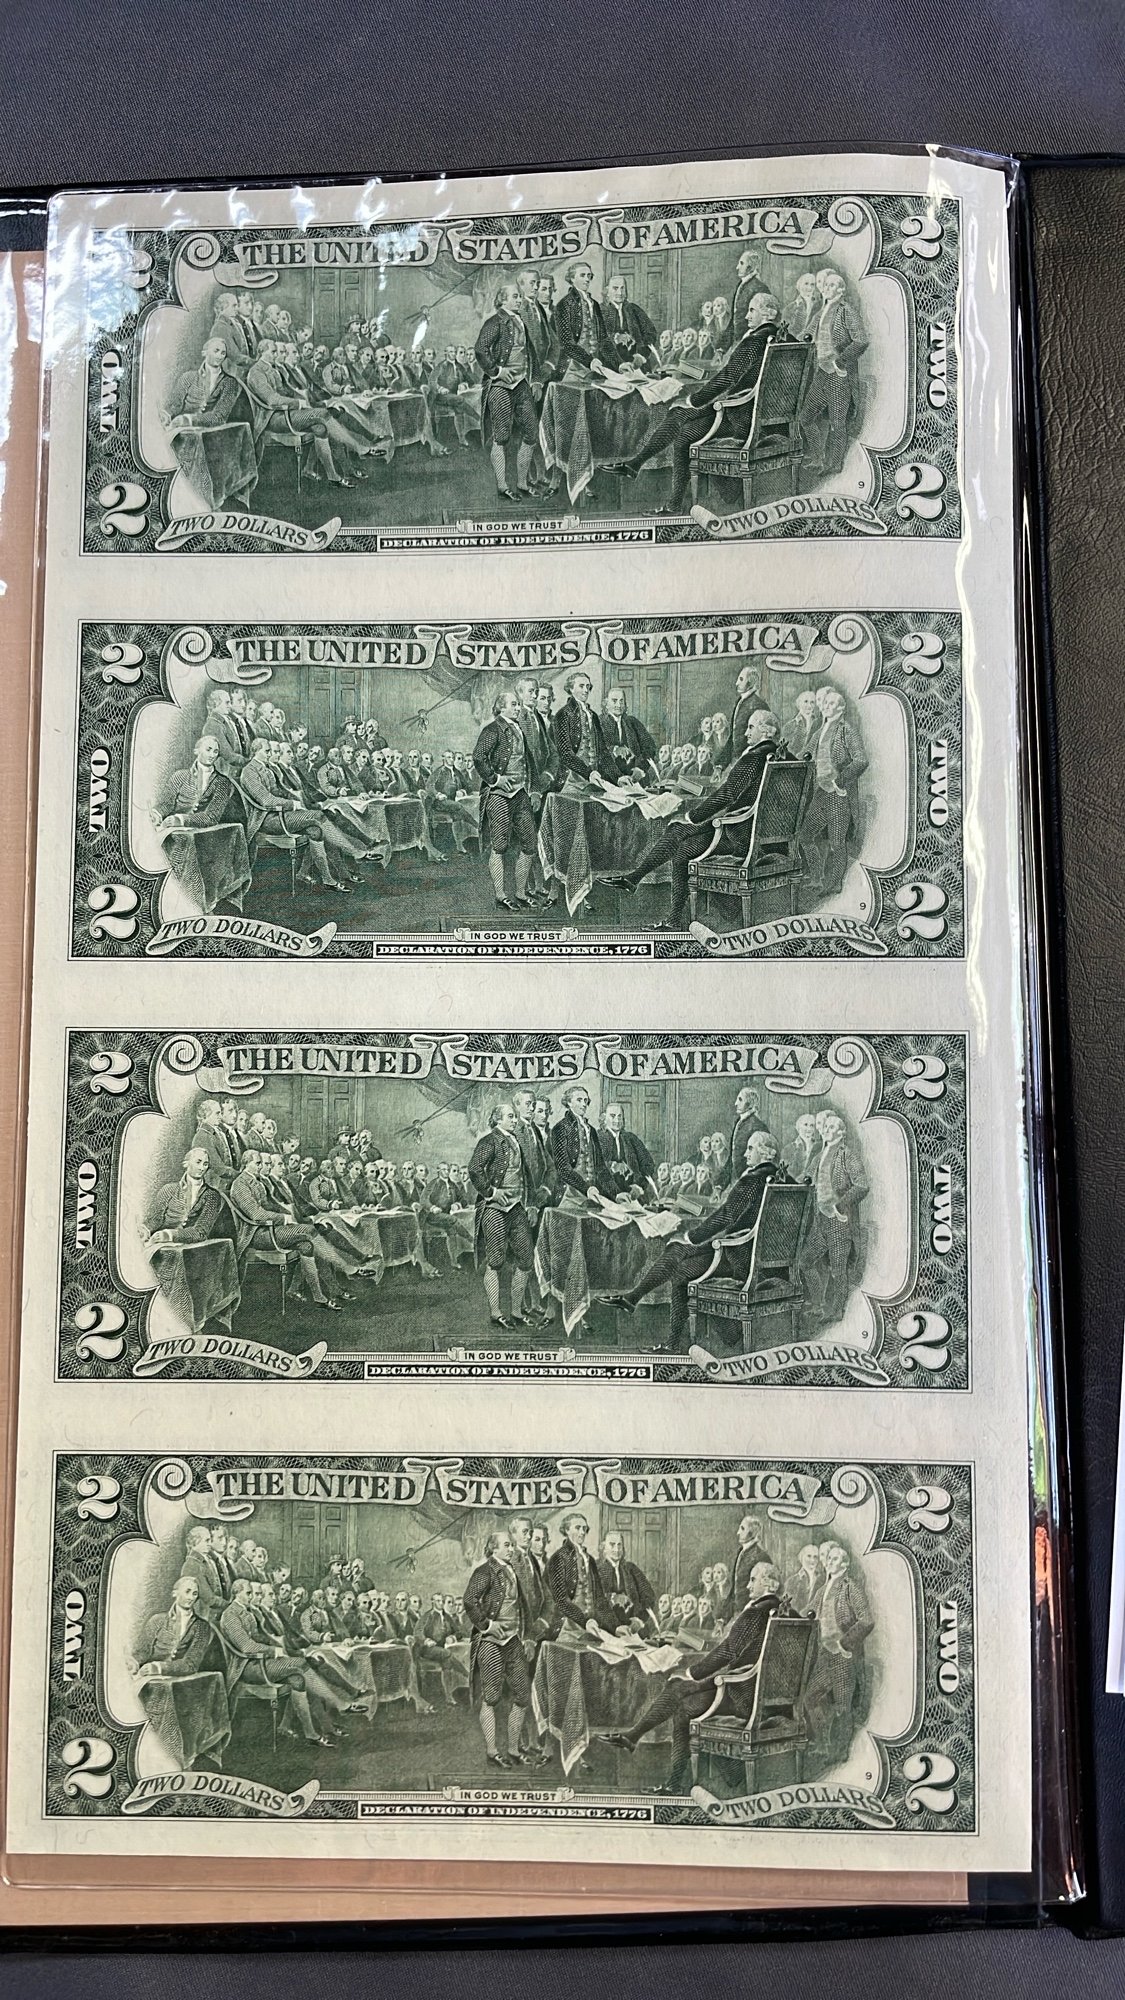 2 THE UNITED STATES OF AMERICA 2
TWO TWO
9
2 TWO DOLLARS IN GOD WE TRUST TWO DOLLARS 2
DECLARATION OF INDEPENDENCE, 1776
2 THE UNITED STATES OF AMERICA 2
TWO TWO
9
2 TWO DOLLARS IN GOD WE TRUST TWO DOLLARS 2
DECLARATION OF INDEPENDENCE, 1776
2 THE UNITED STATES OF AMERICA 2
TWO TWO
9
2 TWO DOLLARS IN GOD WE TRUST TWO DOLLARS 2
DECLARATION OF INDEPENDENCE, 1776
2 THE UNITED STATES OF AMERICA 2
TWO TWO
9
2 TWO DOLLARS IN GOD WE TRUST TWO DOLLARS 2
DECLARATION OF INDEPENDENCE, 1776